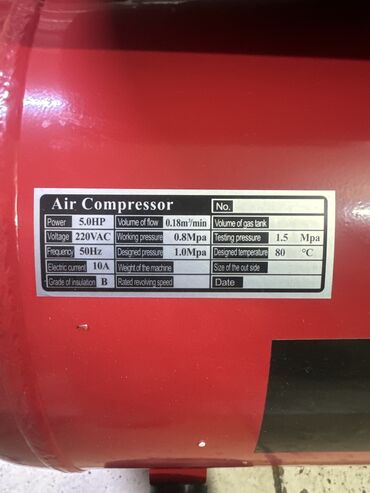 Air Compressor No.
Power 5.0HP Volume of flow 0.18m³/min Volume of gas tank
Voltage 220VAC Working pressure 0.8Mpa Testing pressure 1.5 Mpa
Frequency 50Hz Designed pressure 1.0Mpa Designed temperature 80 °C
Electric current 10A Weight of the machine Size of the out side
Grade of insulation B Rated revolving speed Date